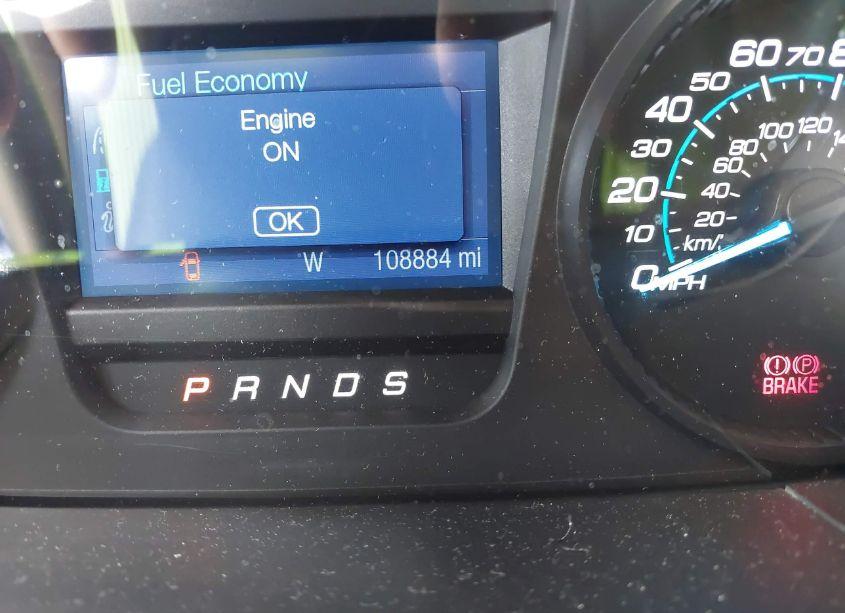 Fuel Economy
Engine
ON
OK
W 108884 mi
P R N D S
0 10 20 30 40 50 60 70
20 40 60 80 100 120
km/
MPH
P
BRAKE